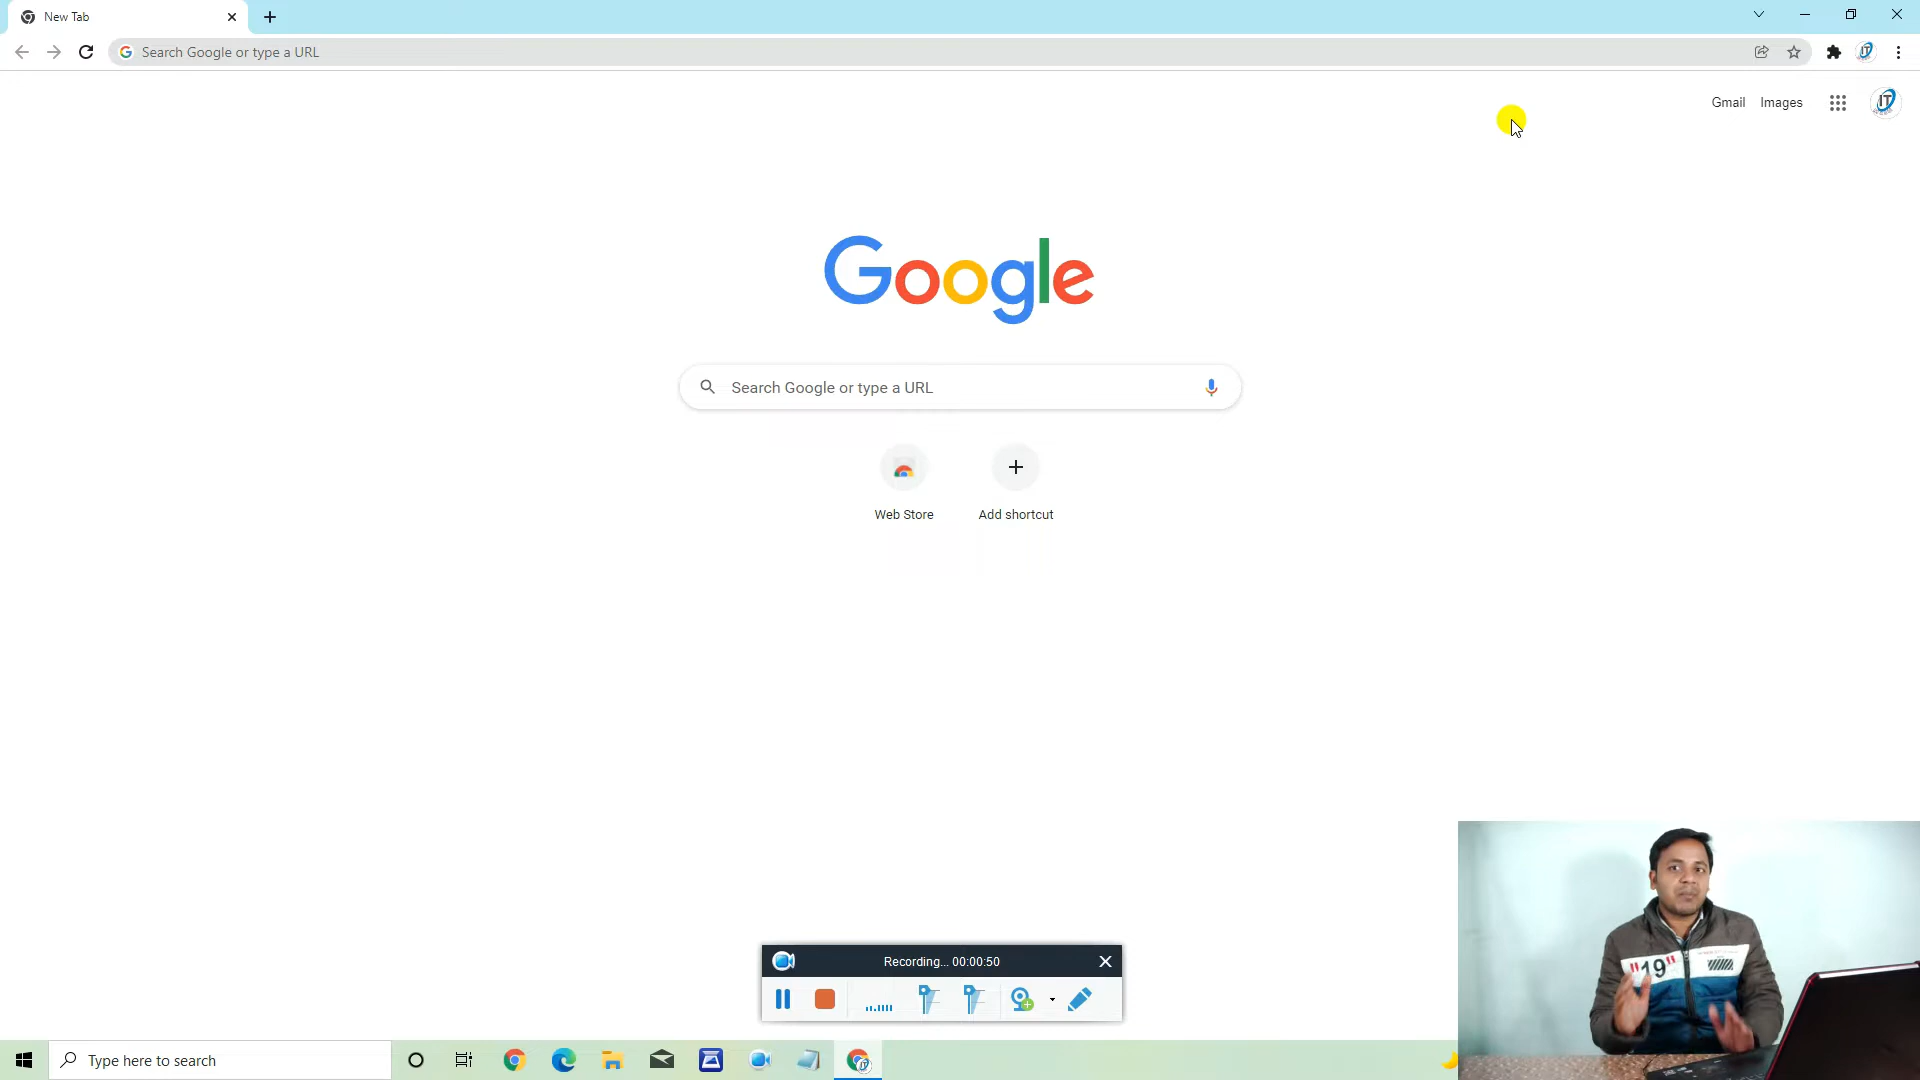 New Tab
Search Google or type a URL
Gmail Images
IT
Google
Search Google or type a URL
Web Store
Add shortcut
Recording... 00:00:50
"19"
Type here to search